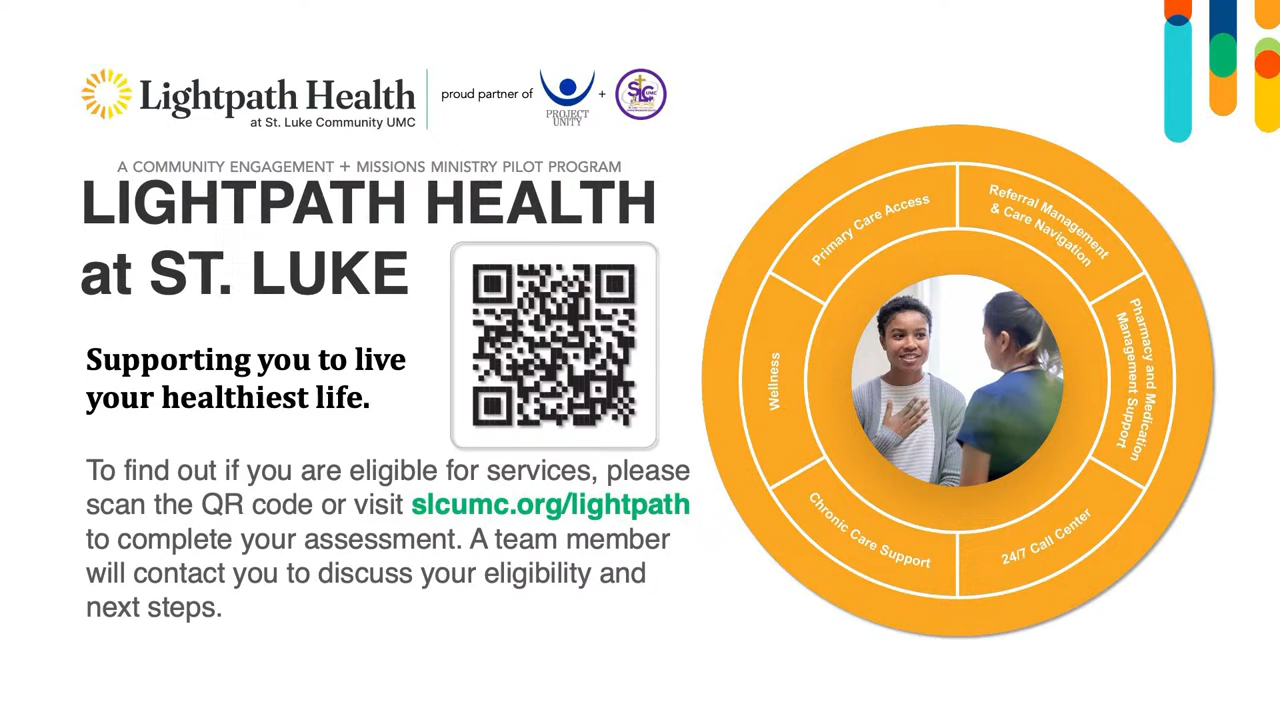 Lightpath Health
at St. Luke Community UMC
proud partner of
PROJECT
UNITY
+
SLC
UMC
A COMMUNITY ENGAGEMENT + MISSIONS MINISTRY PILOT PROGRAM
LIGHTPATH HEALTH
at ST. LUKE
Supporting you to live
your healthiest life.
To find out if you are eligible for services, please
scan the QR code or visit slcumc.org/lightpath
to complete your assessment. A team member
will contact you to discuss your eligibility and
next steps.
Primary Care Access
Referral Management
& Care Navigation
Pharmacy and Medication
Management Support
24/7 Call Center
Chronic Care Support
Wellness